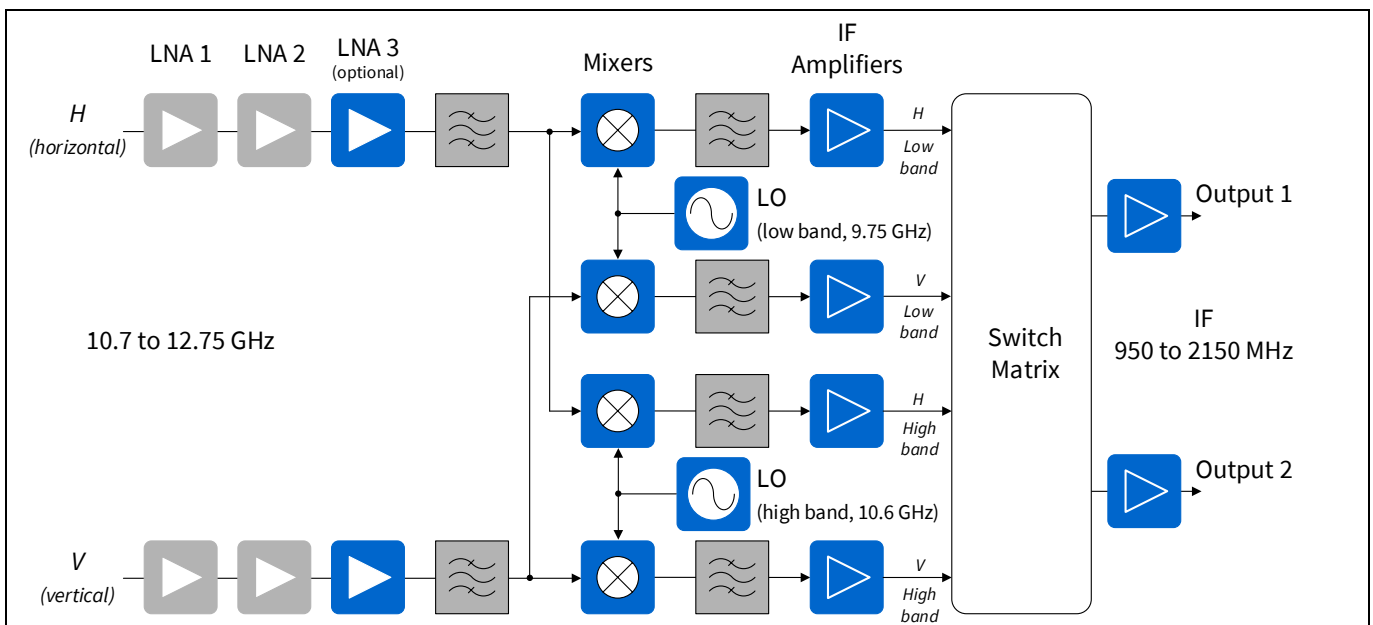 LNA 1
LNA 2
LNA 3
(optional)
Mixers
IF
Amplifiers
H
(horizontal)
H
Low
band
LO
(low band, 9.75 GHz)
Output 1
V
Low
band
10.7 to 12.75 GHz
Switch
Matrix
IF
950 to 2150 MHz
H
High
band
LO
(high band, 10.6 GHz)
Output 2
V
(vertical)
V
High
band